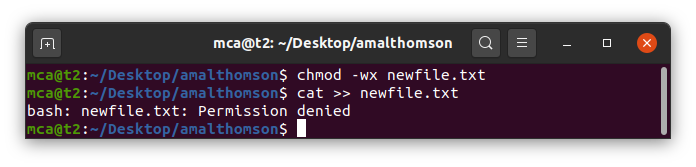 mca@t2: ~/Desktop/amalthomson
mca@t2:~/Desktop/amalthomson$ chmod -wx newfile.txt
mca@t2:~/Desktop/amalthomson$ cat >> newfile.txt
bash: newfile.txt: Permission denied
mca@t2:~/Desktop/amalthomson$